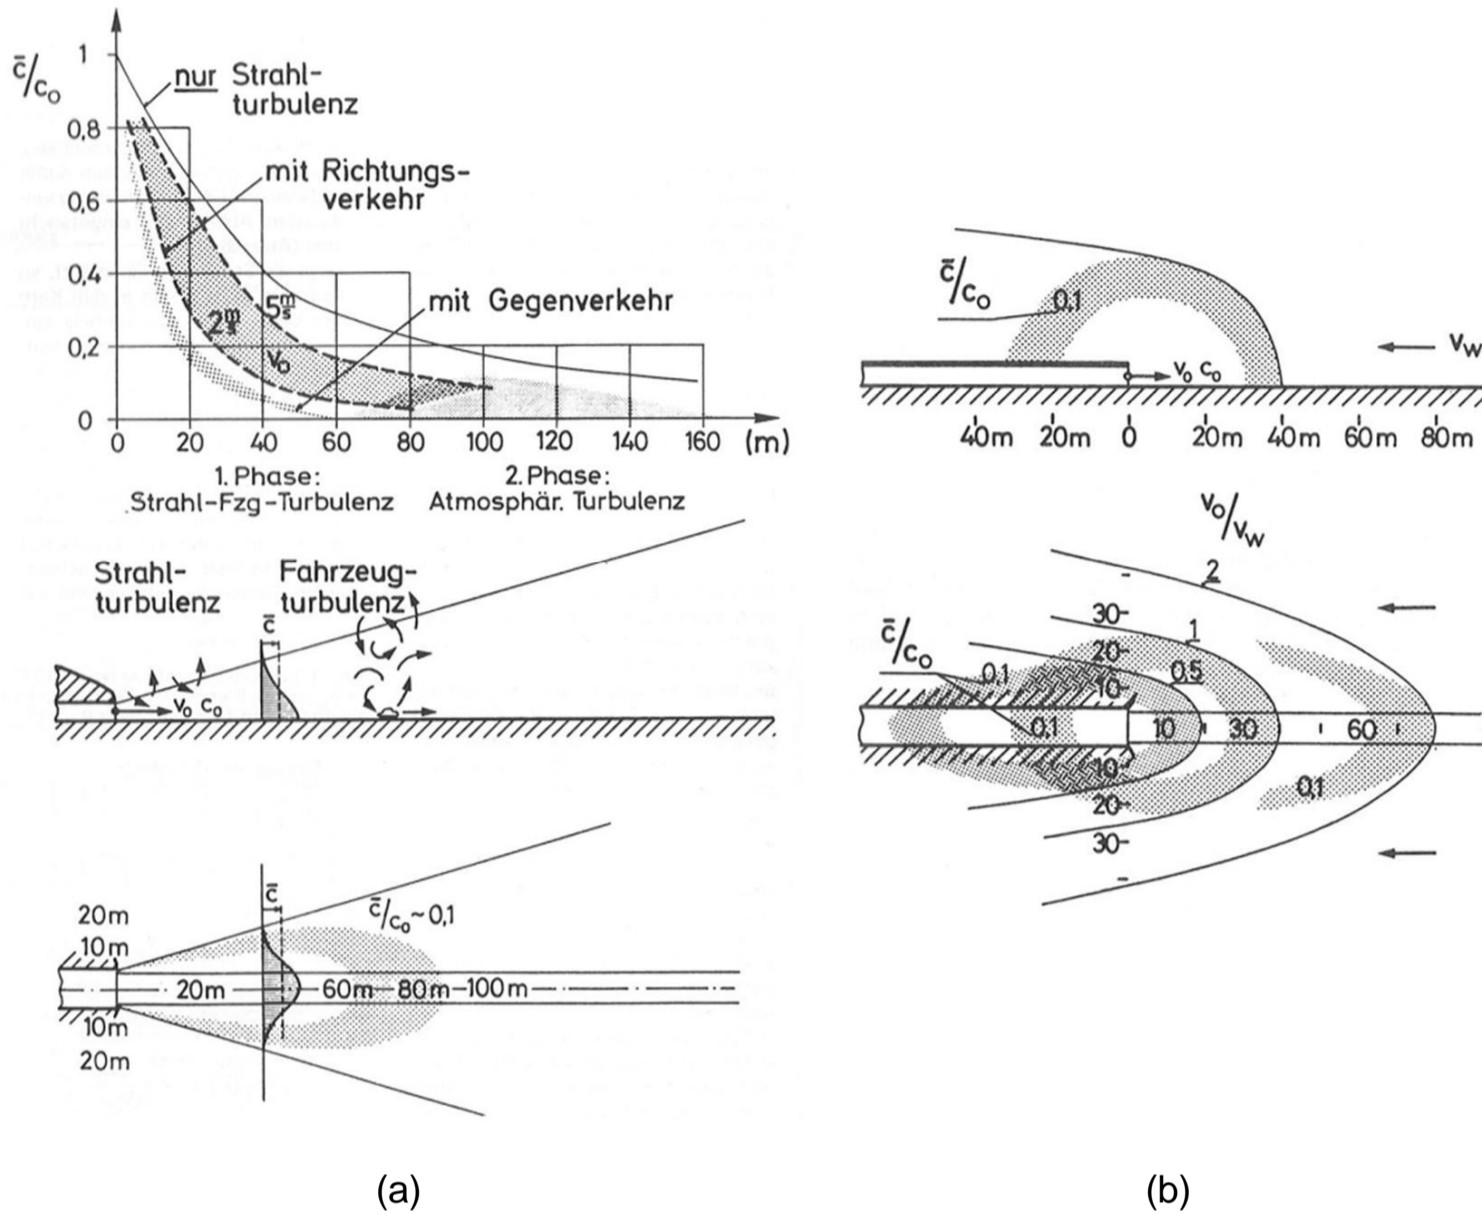 c̄/c₀
1
0,8
0,6
0,4
0,2
0
nur Strahl-
turbulenz
mit Richtungs-
verkehr
mit Gegenverkehr
5 m/s
2 m/s
v₀
0 20 40 60 80 100 120 140 160 (m)
1. Phase:
Strahl-Fzg-Turbulenz
2. Phase:
Atmosphär. Turbulenz
Strahl-
turbulenz
Fahrzeug-
turbulenz
c̄
v₀ c₀
c̄
c̄/c₀ ~ 0,1
20m
10m
20m 60m 80m 100m
10m
20m
(a)
c̄/c₀
0,1
v_w
v₀ c₀
40m 20m 0 20m 40m 60m 80m
v₀/v_w
2
30
1
c̄/c₀
20
0,1
0,5
10
0,1 10 30 60
10
0,1
20
30
(b)